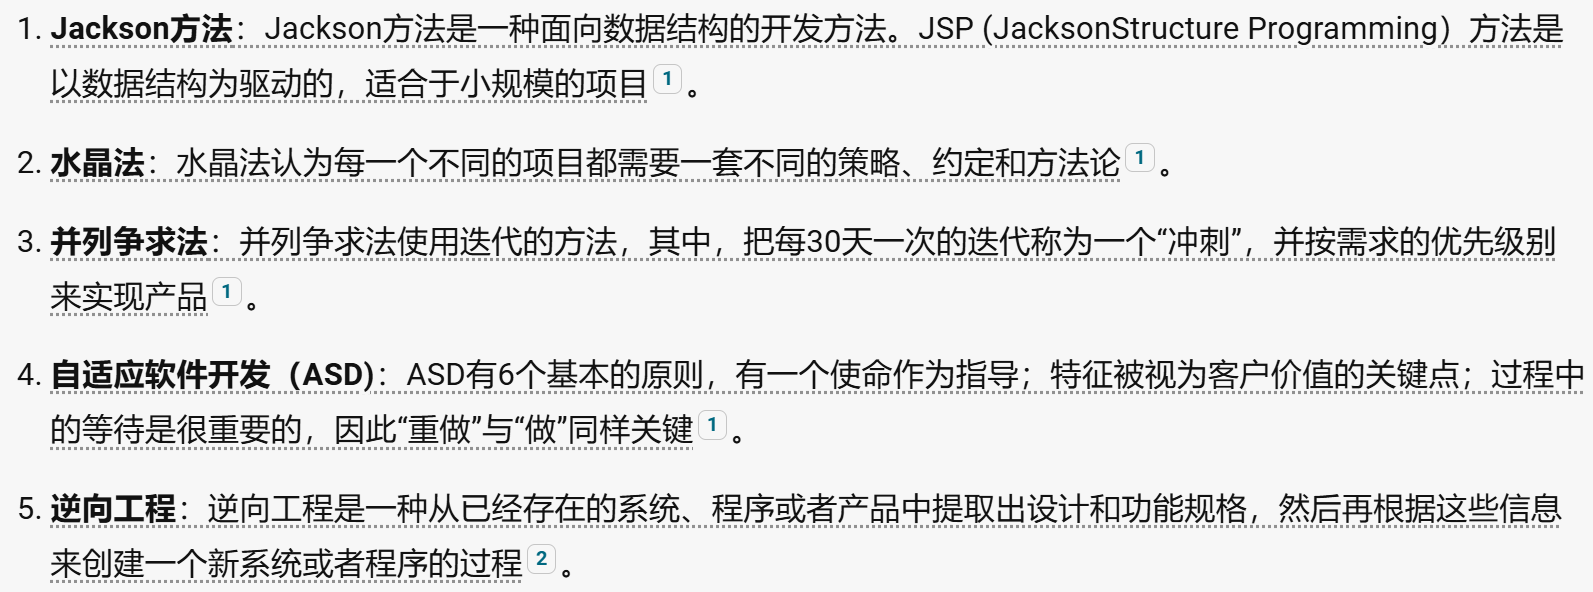 1. Jackson方法：Jackson方法是一种面向数据结构的开发方法。JSP (JacksonStructure Programming）方法是
以数据结构为驱动的，适合于小规模的项目 1 。
2. 水晶法：水晶法认为每一个不同的项目都需要一套不同的策略、约定和方法论 1 。
3. 并列争求法：并列争求法使用迭代的方法，其中，把每30天一次的迭代称为一个“冲刺”，并按需求的优先级别
来实现产品 1 。
4. 自适应软件开发（ASD)：ASD有6个基本的原则，有一个使命作为指导；特征被视为客户价值的关键点；过程中
的等待是很重要的，因此“重做”与“做”同样关键 1 。
5. 逆向工程：逆向工程是一种从已经存在的系统、程序或者产品中提取出设计和功能规格，然后再根据这些信息
来创建一个新系统或者程序的过程 2 。